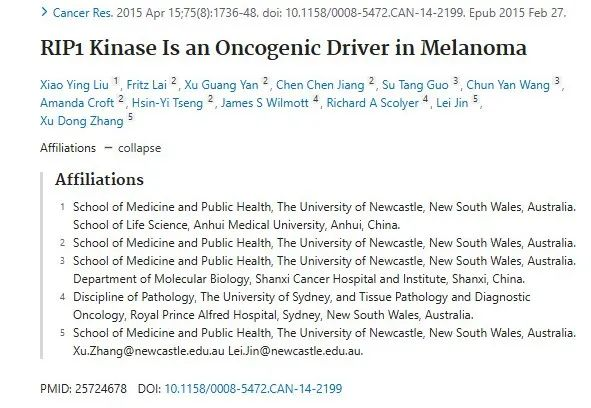 > Cancer Res. 2015 Apr 15;75(8):1736-48. doi: 10.1158/0008-5472.CAN-14-2199. Epub 2015 Feb 27.
RIP1 Kinase Is an Oncogenic Driver in Melanoma
Xiao Ying Liu 1, Fritz Lai 2, Xu Guang Yan 2, Chen Chen Jiang 2, Su Tang Guo 3, Chun Yan Wang 3,
Amanda Croft 2, Hsin-Yi Tseng 2, James S Wilmott 4, Richard A Scolyer 4, Lei Jin 5,
Xu Dong Zhang 5
Affiliations − collapse
Affiliations
1 School of Medicine and Public Health, The University of Newcastle, New South Wales, Australia.
School of Life Science, Anhui Medical University, Anhui, China.
2 School of Medicine and Public Health, The University of Newcastle, New South Wales, Australia.
3 School of Medicine and Public Health, The University of Newcastle, New South Wales, Australia.
Department of Molecular Biology, Shanxi Cancer Hospital and Institute, Shanxi, China.
4 Discipline of Pathology, The University of Sydney, and Tissue Pathology and Diagnostic
Oncology, Royal Prince Alfred Hospital, Sydney, New South Wales, Australia.
5 School of Medicine and Public Health, The University of Newcastle, New South Wales, Australia.
Xu.Zhang@newcastle.edu.au Lei.Jin@newcastle.edu.au.
PMID: 25724678 DOI: 10.1158/0008-5472.CAN-14-2199